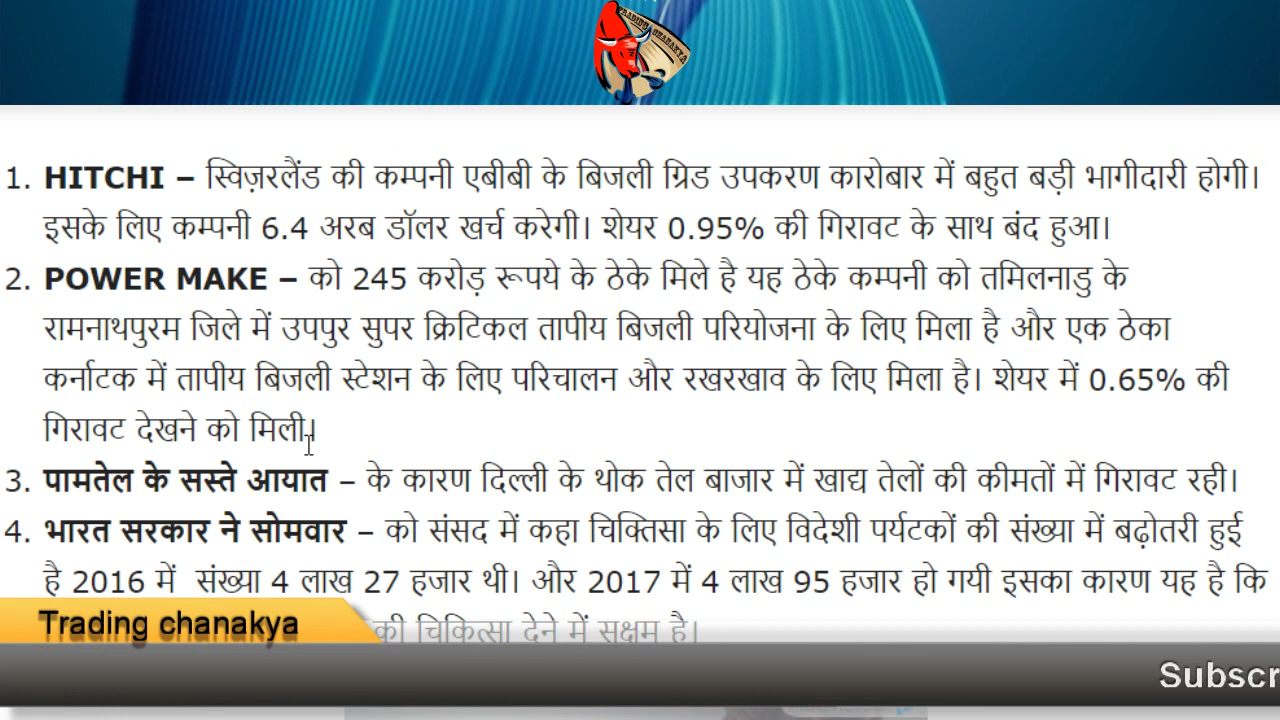 TRADING CHANAKYA
1. HITCHI – स्विज़रलैंड की कम्पनी एबीबी के बिजली ग्रिड उपकरण कारोबार में बहुत बड़ी भागीदारी होगी।
इसके लिए कम्पनी 6.4 अरब डॉलर खर्च करेगी। शेयर 0.95% की गिरावट के साथ बंद हुआ।
2. POWER MAKE – को 245 करोड़ रूपये के ठेके मिले है यह ठेके कम्पनी को तमिलनाडु के
रामनाथपुरम जिले में उपपुर सुपर क्रिटिकल तापीय बिजली परियोजना के लिए मिला है और एक ठेका
कर्नाटक में तापीय बिजली स्टेशन के लिए परिचालन और रखरखाव के लिए मिला है। शेयर में 0.65% की
गिरावट देखने को मिली।
3. पामतेल के सस्ते आयात – के कारण दिल्ली के थोक तेल बाजार में खाद्य तेलों की कीमतों में गिरावट रही।
4. भारत सरकार ने सोमवार – को संसद में कहा चिक्तिसा के लिए विदेशी पर्यटकों की संख्या में बढ़ोतरी हुई
है 2016 में संख्या 4 लाख 27 हजार थी। और 2017 में 4 लाख 95 हजार हो गयी इसका कारण यह है कि
की चिकित्सा देने में सक्षम है।
Trading chanakya
Subscr